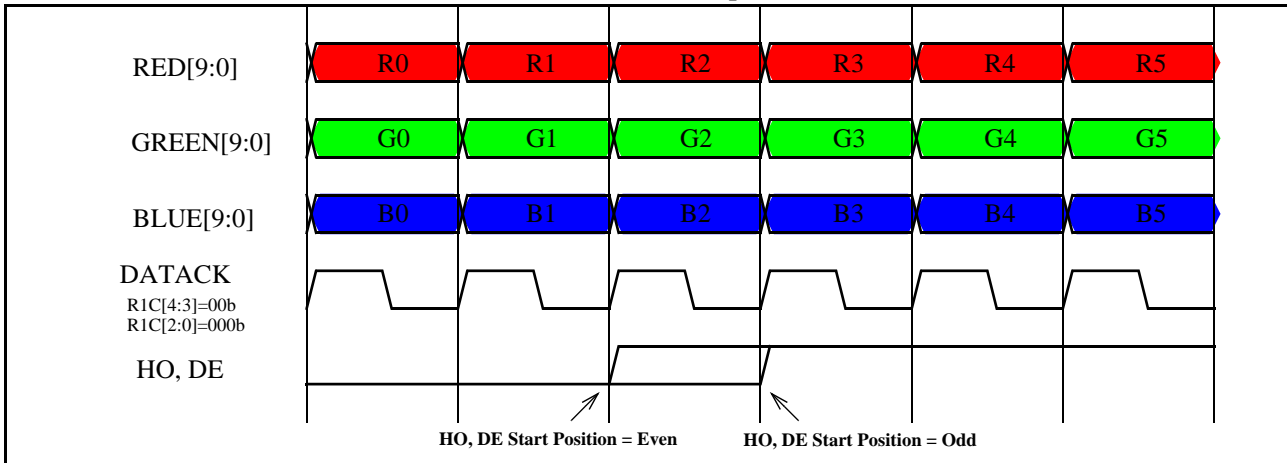 RED[9:0] R0 R1 R2 R3 R4 R5
GREEN[9:0] G0 G1 G2 G3 G4 G5
BLUE[9:0] B0 B1 B2 B3 B4 B5
DATACK
R1C[4:3]=00b
R1C[2:0]=000b
HO, DE
HO, DE Start Position = Even HO, DE Start Position = Odd